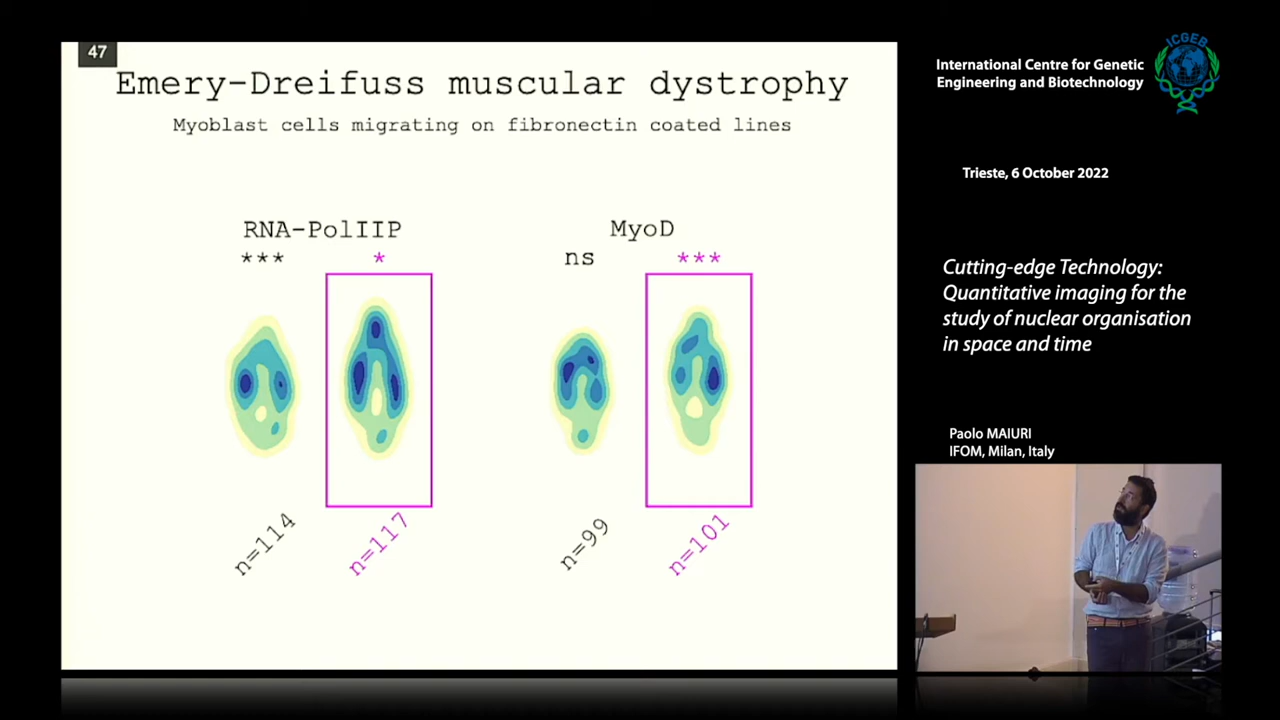 47
Emery-Dreifuss muscular dystrophy
Myoblast cells migrating on fibronectin coated lines
RNA-PolIIP
MyoD
***
*
ns
***
n=114
n=117
n=99
n=101
International Centre for Genetic
Engineering and Biotechnology
ICGEB
Trieste, 6 October 2022
Cutting-edge Technology:
Quantitative imaging for the
study of nuclear organisation
in space and time
Paolo MAIURI
IFOM, Milan, Italy